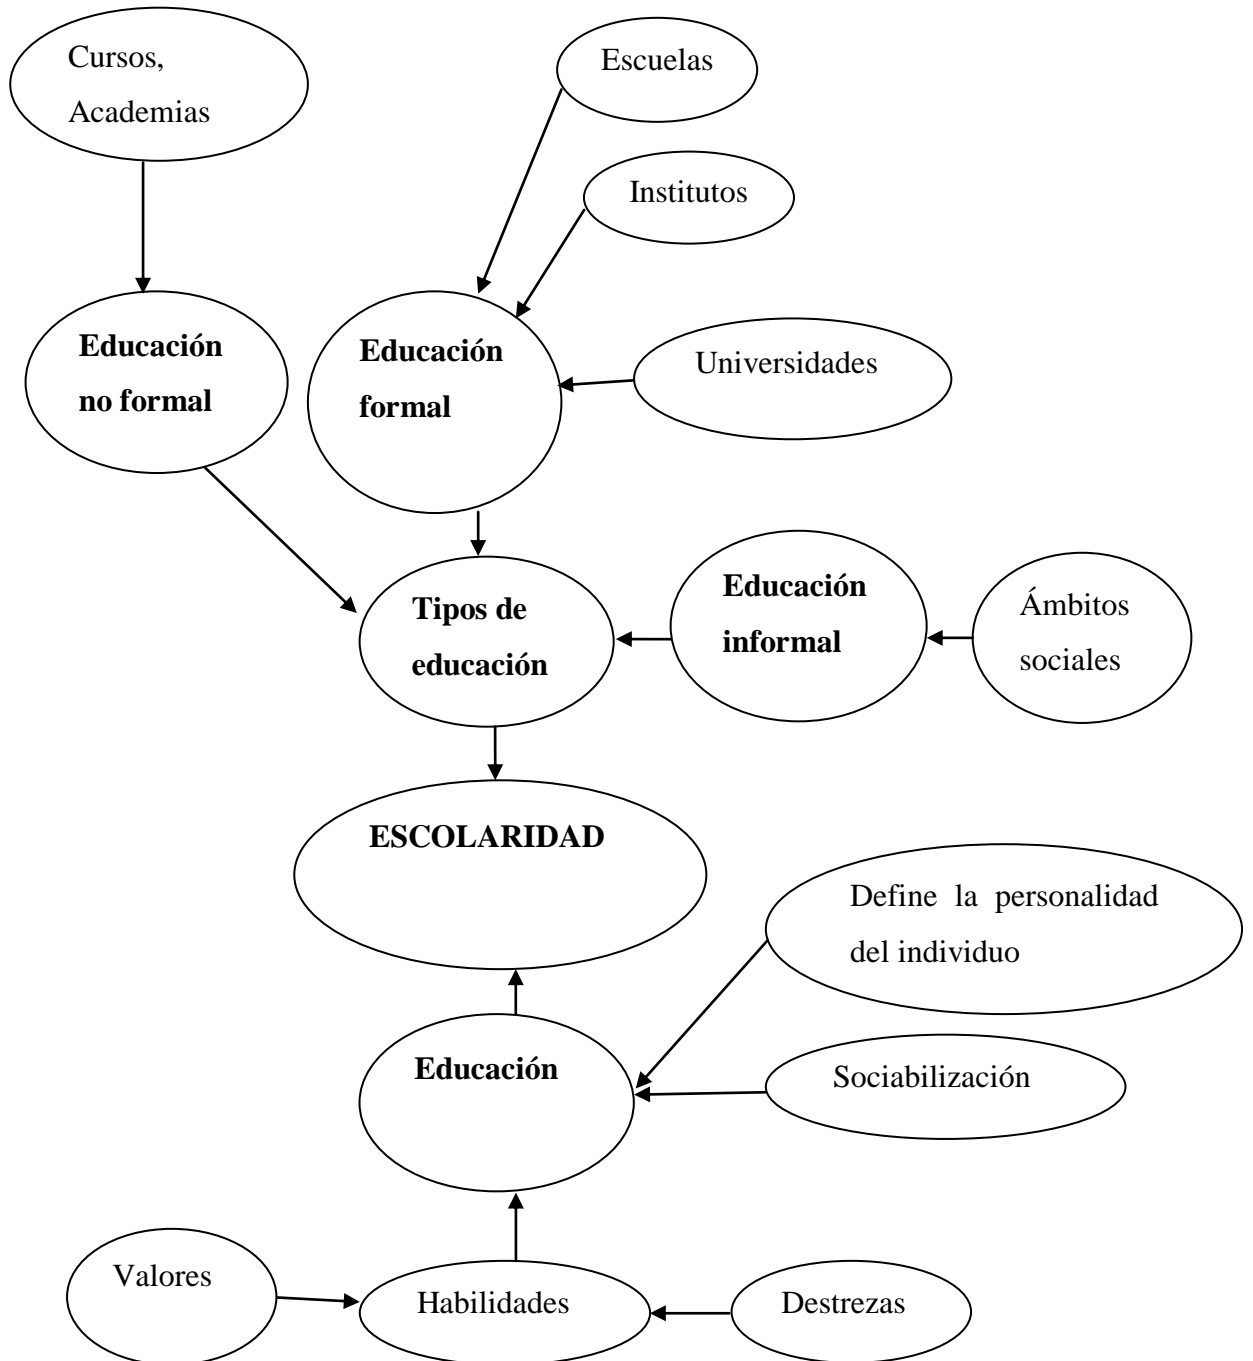 Cursos,
Academias
Escuelas
Institutos
Educación
no formal
Educación
formal
Universidades
Tipos de
educación
Educación
informal
Ámbitos
sociales
ESCOLARIDAD
Define la personalidad
del individuo
Educación
Sociabilización
Valores
Habilidades
Destrezas